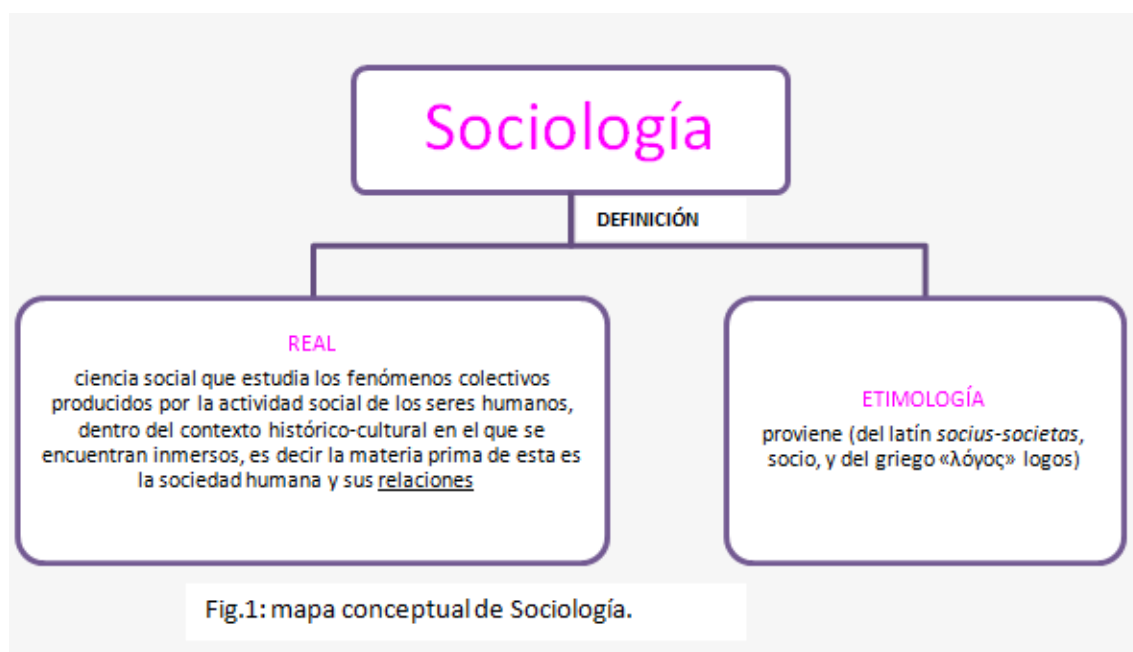 Sociología
DEFINICIÓN
REAL
ciencia social que estudia los fenómenos colectivos
producidos por la actividad social de los seres humanos,
dentro del contexto histórico-cultural en el que se
encuentran inmersos, es decir la materia prima de esta es
la sociedad humana y sus relaciones
ETIMOLOGÍA
proviene (del latín socius-societas,
socio, y del griego «λόγος» logos)
Fig.1: mapa conceptual de Sociología.